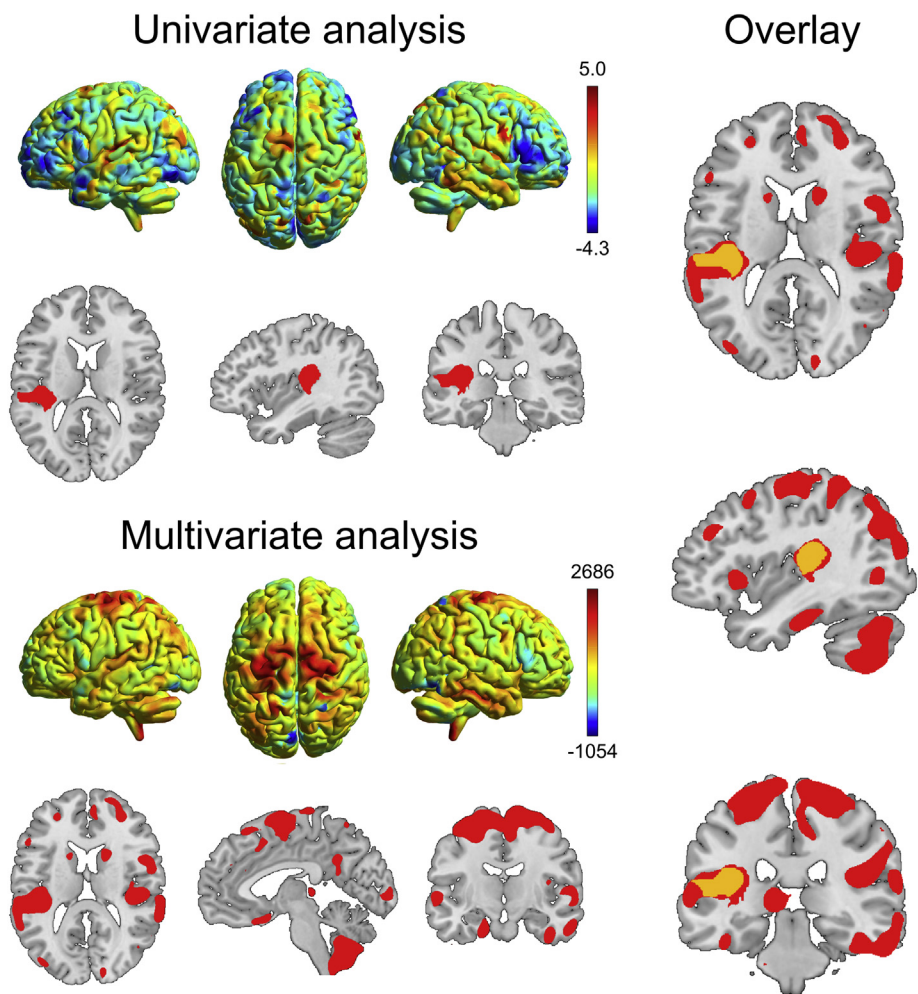 Univariate analysis
Overlay
5.0
-4.3
Multivariate analysis
2686
-1054